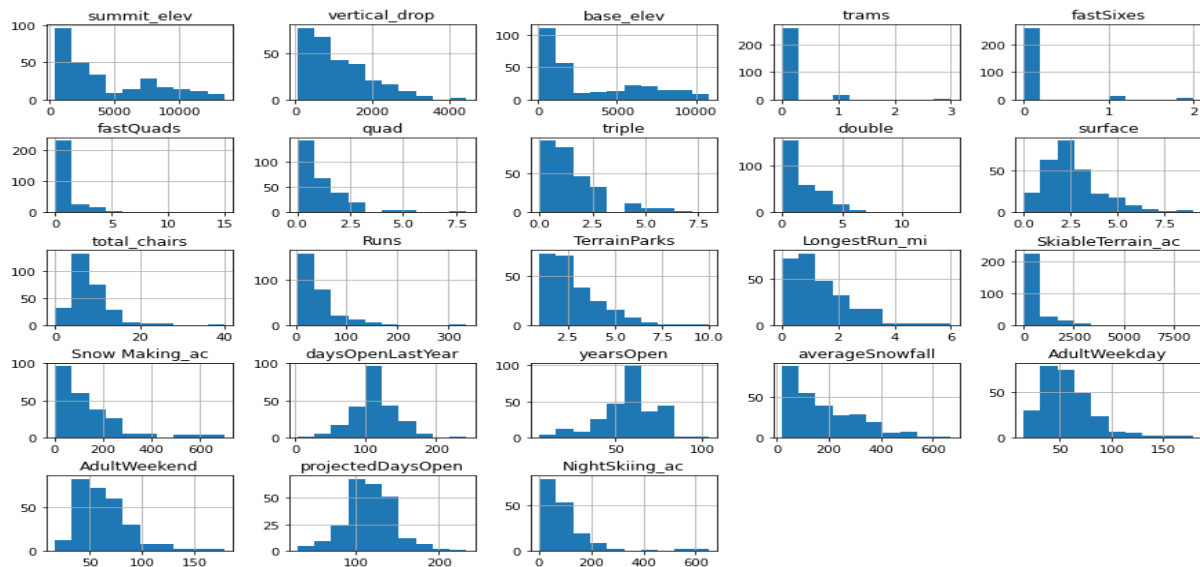 summit_elev vertical_drop base_elev trams fastSixes
100 50 0 0 5000 10000
50 0 0 2000 4000
100 50 0 0 5000 10000
200 100 0 0 1 2 3
200 100 0 0 1 2
fastQuads quad triple double surface
200 100 0 0 5 10 15
100 50 0 0.0 2.5 5.0 7.5
50 0 0.0 2.5 5.0 7.5
100 0 0 5 10
50 0 0.0 2.5 5.0 7.5
total_chairs Runs TerrainParks LongestRun_mi SkiableTerrain_ac
100 50 0 0 20 40
100 0 0 100 200 300
50 0 2.5 5.0 7.5 10.0
50 0 0 2 4 6
200 100 0 0 2500 5000 7500
Snow Making_ac daysOpenLastYear yearsOpen averageSnowfall AdultWeekday
100 50 0 0 200 400 600
100 50 0 0 100 200
100 50 0 50 100
50 0 0 200 400 600
50 0 50 100 150
AdultWeekend projectedDaysOpen NightSkiing_ac
50 0 50 100 150
50 25 0 100 200
50 0 0 200 400 600